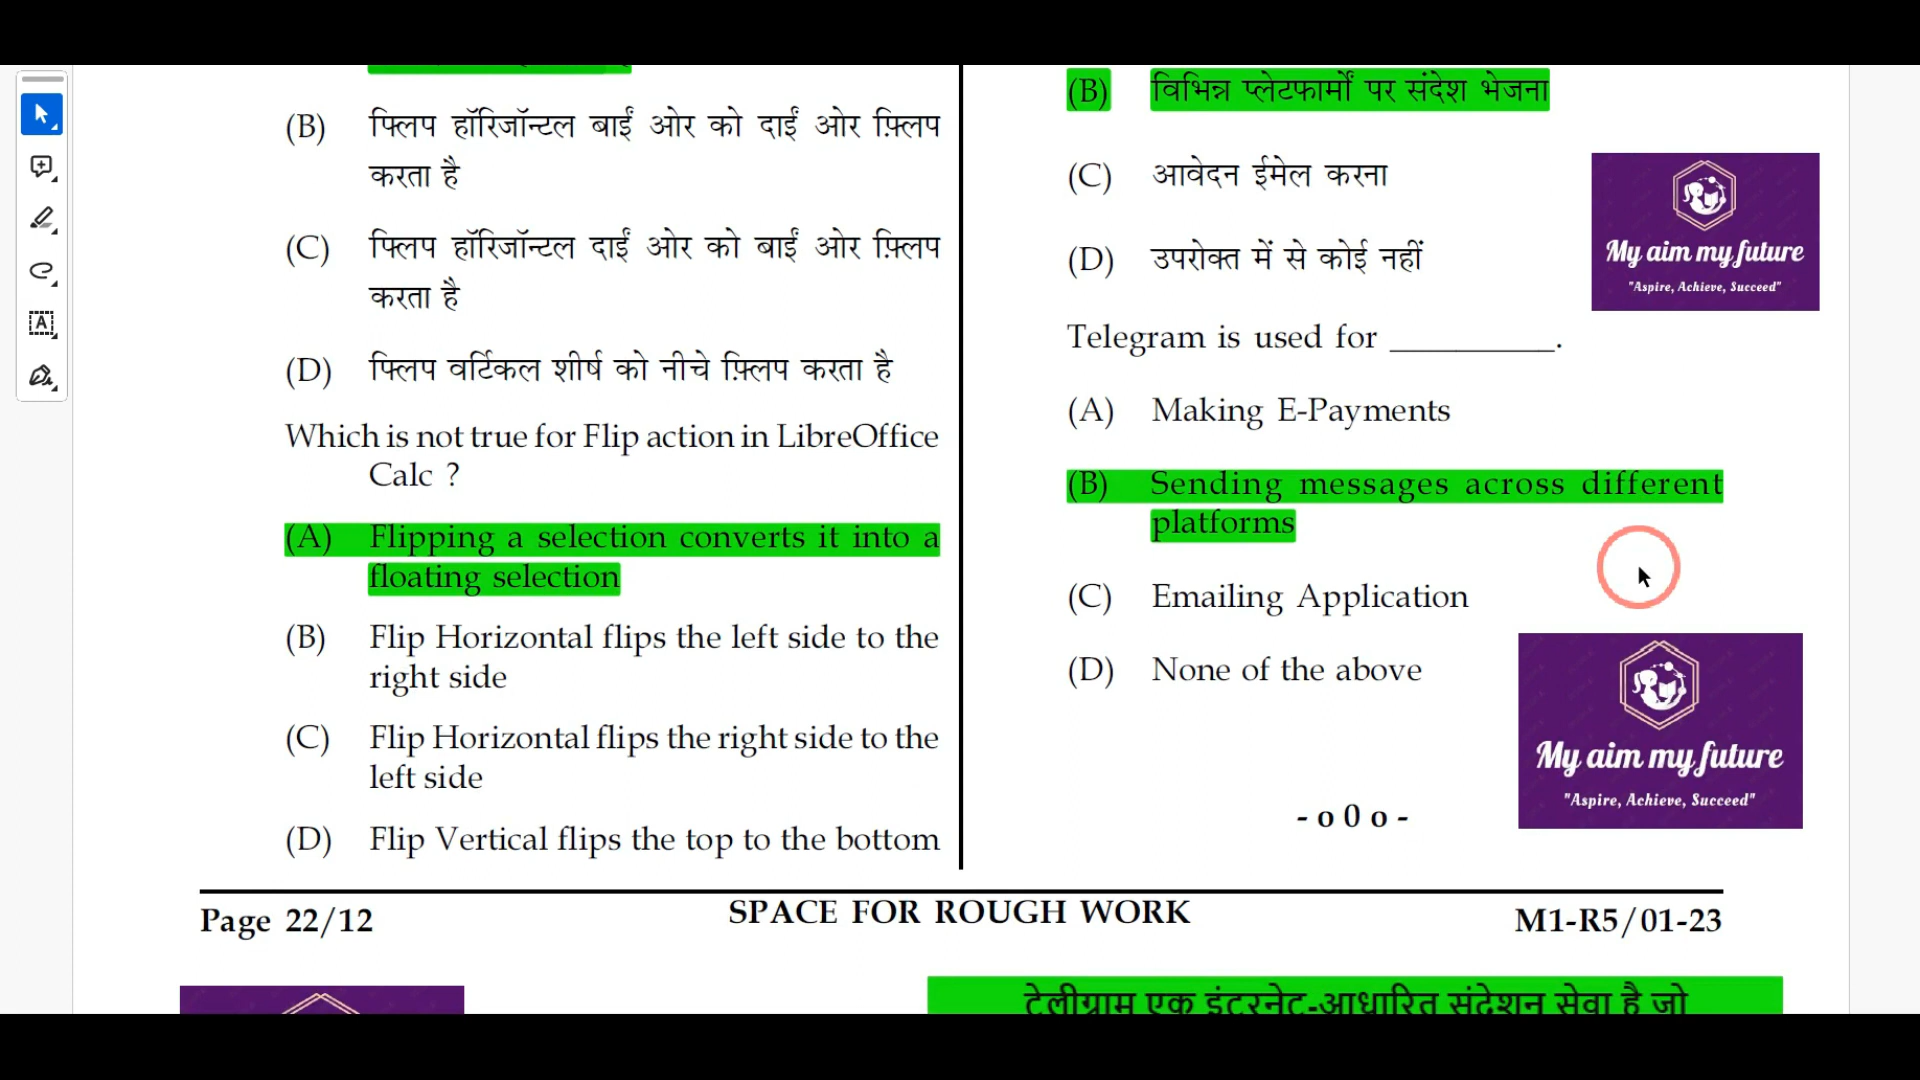 (B) फ्लिप हॉरिजॉन्टल बाईं ओर को दाईं ओर फ़्लिप
करता है
(C) फ्लिप हॉरिजॉन्टल दाईं ओर को बाईं ओर फ़्लिप
करता है
(D) फ्लिप वर्टिकल शीर्ष को नीचे फ़्लिप करता है
Which is not true for Flip action in LibreOffice
Calc ?
(A) Flipping a selection converts it into a
floating selection
(B) Flip Horizontal flips the left side to the
right side
(C) Flip Horizontal flips the right side to the
left side
(D) Flip Vertical flips the top to the bottom
(B) विभिन्न प्लेटफार्मों पर संदेश भेजना
(C) आवेदन ईमेल करना
(D) उपरोक्त में से कोई नहीं
My aim my future
"Aspire, Achieve, Succeed"
Telegram is used for __________.
(A) Making E-Payments
(B) Sending messages across different
platforms
(C) Emailing Application
(D) None of the above
My aim my future
"Aspire, Achieve, Succeed"
- o 0 o -
Page 22/12 SPACE FOR ROUGH WORK M1-R5/01-23
टेलीग्राम एक इंटरनेट-आधारित संदेशन सेवा है जो